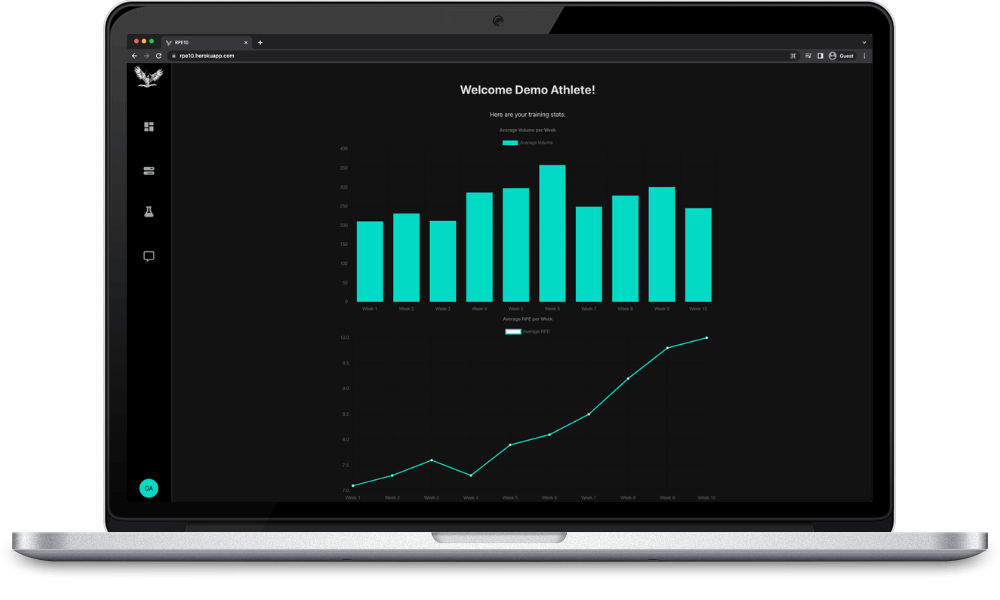 RPE10
rpe10.herokuapp.com
Guest
Welcome Demo Athlete!
Here are your training stats:
Average Volume per Week
Average Volume
400
350
300
250
200
150
100
50
0
Week 1 Week 2 Week 3 Week 4 Week 5 Week 6 Week 7 Week 8 Week 9 Week 10
Average RPE per Week
Average RPE
10.0
9.5
9.0
8.5
8.0
7.5
7.0
Week 1 Week 2 Week 3 Week 4 Week 5 Week 6 Week 7 Week 8 Week 9 Week 10
DA